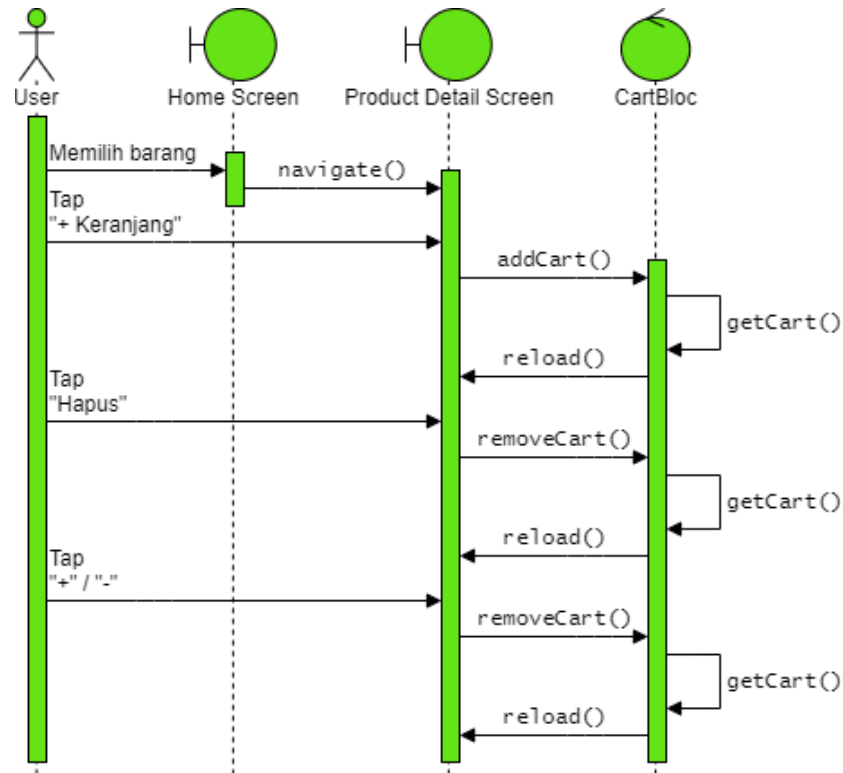 User
Home Screen
Product Detail Screen
CartBloc
Memilih barang
navigate()
Tap
"+ Keranjang"
addCart()
getCart()
reload()
Tap
"Hapus"
removeCart()
getCart()
reload()
Tap
"+" / "-"
removeCart()
getCart()
reload()